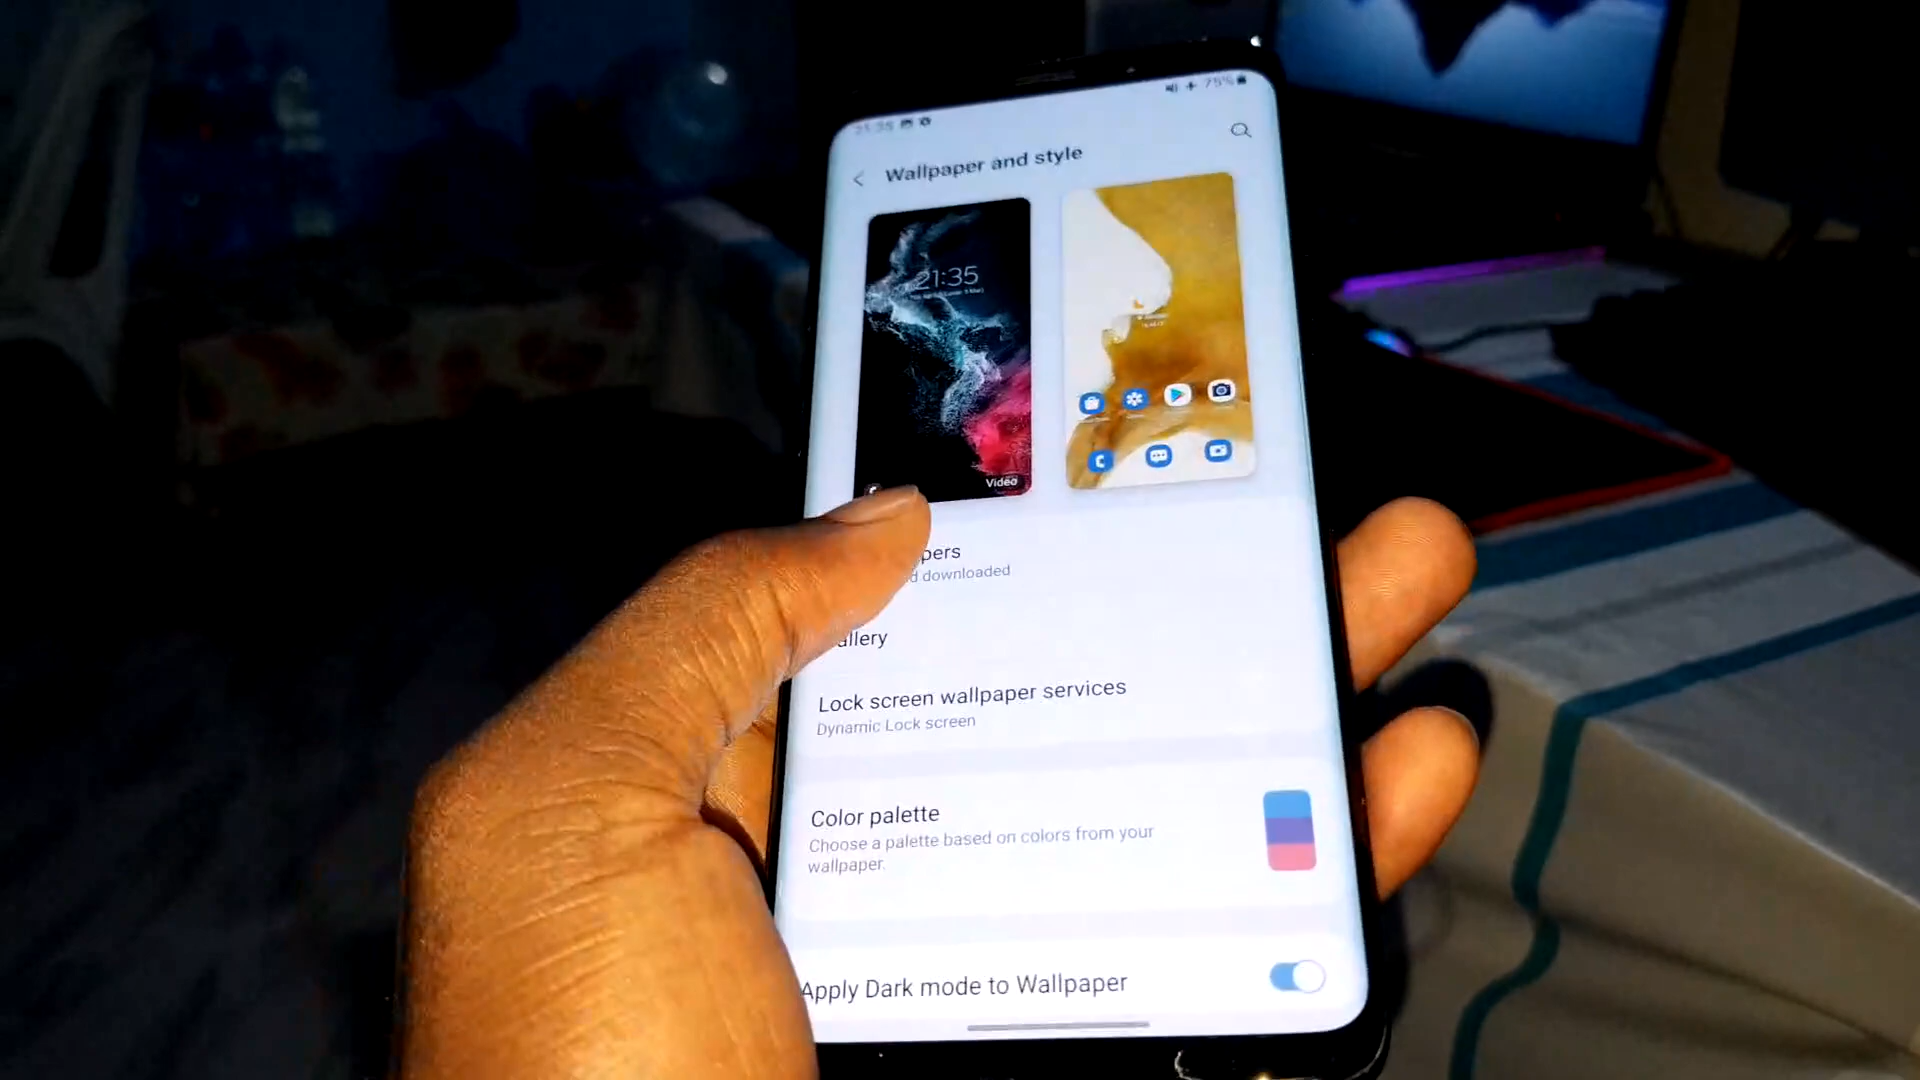 75%
Wallpaper and style
21:35
Video
pers
d downloaded
allery
Lock screen wallpaper services
Dynamic Lock screen
Color palette
Choose a palette based on colors from your
wallpaper.
Apply Dark mode to Wallpaper